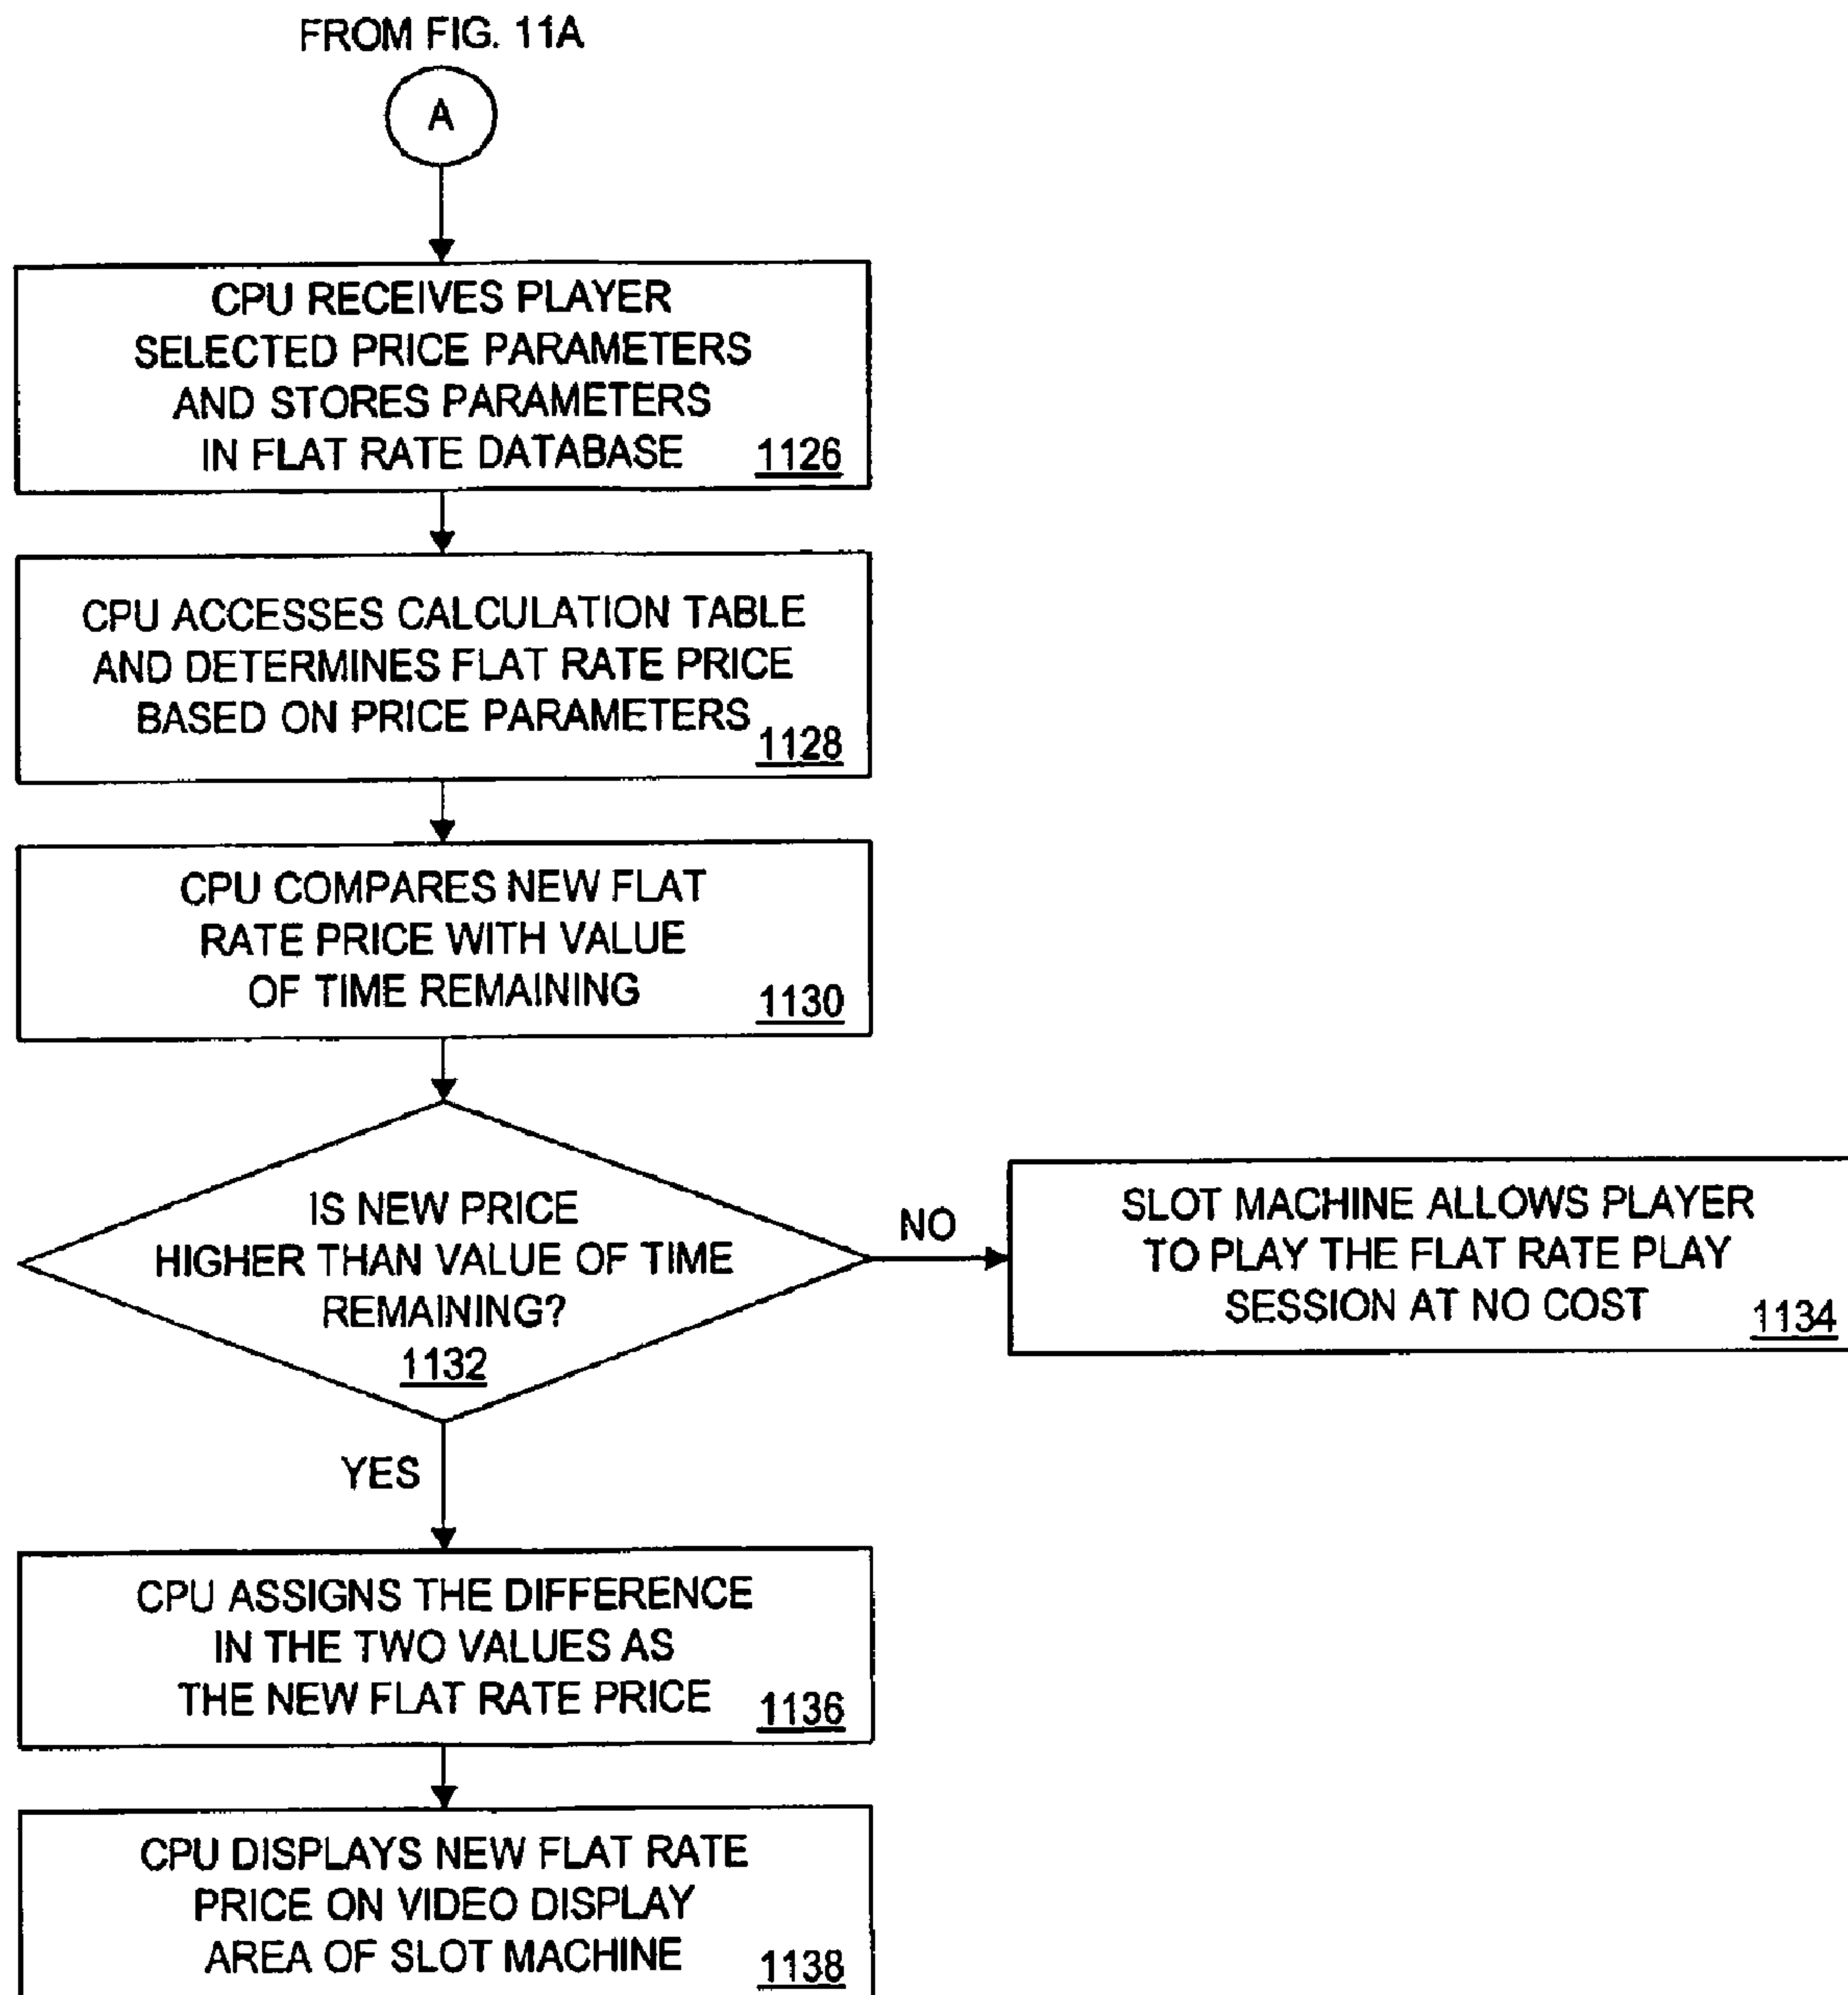 FROM FIG. 11A
A
CPU RECEIVES PLAYER
SELECTED PRICE PARAMETERS
AND STORES PARAMETERS
IN FLAT RATE DATABASE
1126
CPU ACCESSES CALCULATION TABLE
AND DETERMINES FLAT RATE PRICE
BASED ON PRICE PARAMETERS
1128
CPU COMPARES NEW FLAT
RATE PRICE WITH VALUE
OF TIME REMAINING
1130
IS NEW PRICE
HIGHER THAN VALUE OF TIME
REMAINING?
1132
NO
SLOT MACHINE ALLOWS PLAYER
TO PLAY THE FLAT RATE PLAY
SESSION AT NO COST
1134
YES
CPU ASSIGNS THE DIFFERENCE
IN THE TWO VALUES AS
THE NEW FLAT RATE PRICE
1136
CPU DISPLAYS NEW FLAT RATE
PRICE ON VIDEO DISPLAY
AREA OF SLOT MACHINE
1138